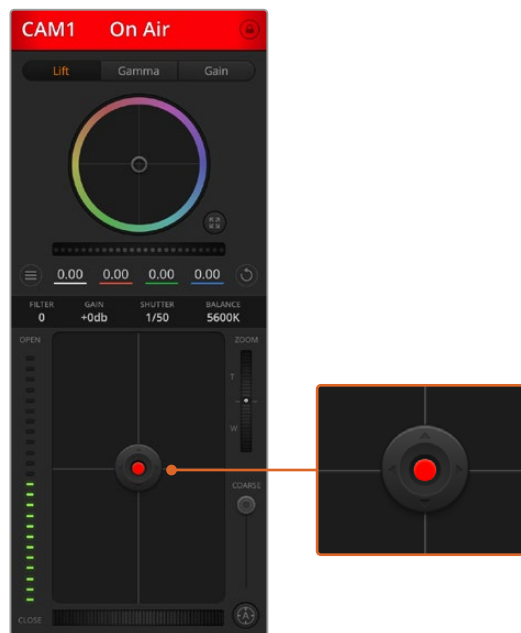 CAM1 On Air
Lift Gamma Gain
0.00 0.00 0.00 0.00
FILTER GAIN SHUTTER BALANCE
0 +0db 1/50 5600K
OPEN ZOOM
T
W
COARSE
CLOSE A